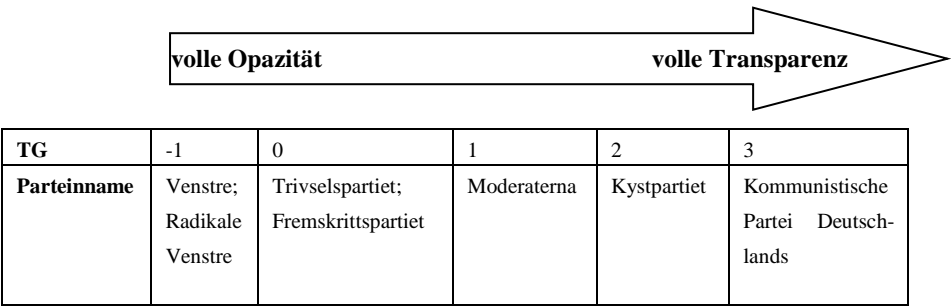 volle Opazität volle Transparenz
TG -1 0 1 2 3
Parteinname Venstre; Trivselspartiet; Moderaterna Kystpartiet Kommunistische
Radikale Fremskrittspartiet Partei Deutsch-
Venstre lands